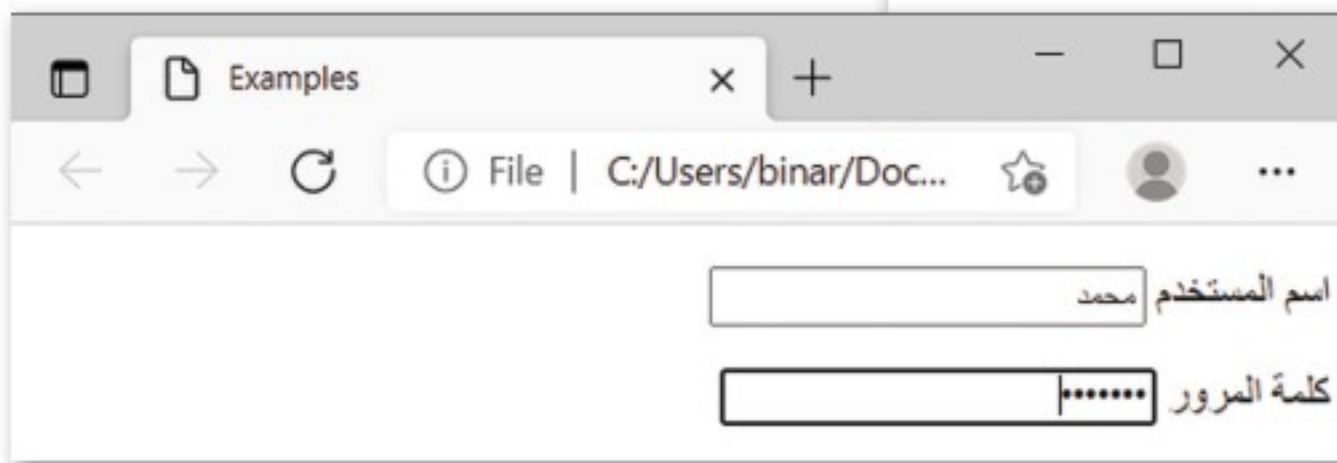 Examples
File | C:/Users/binar/Doc...
اسم المستخدم محمد
كلمة المرور •••••••